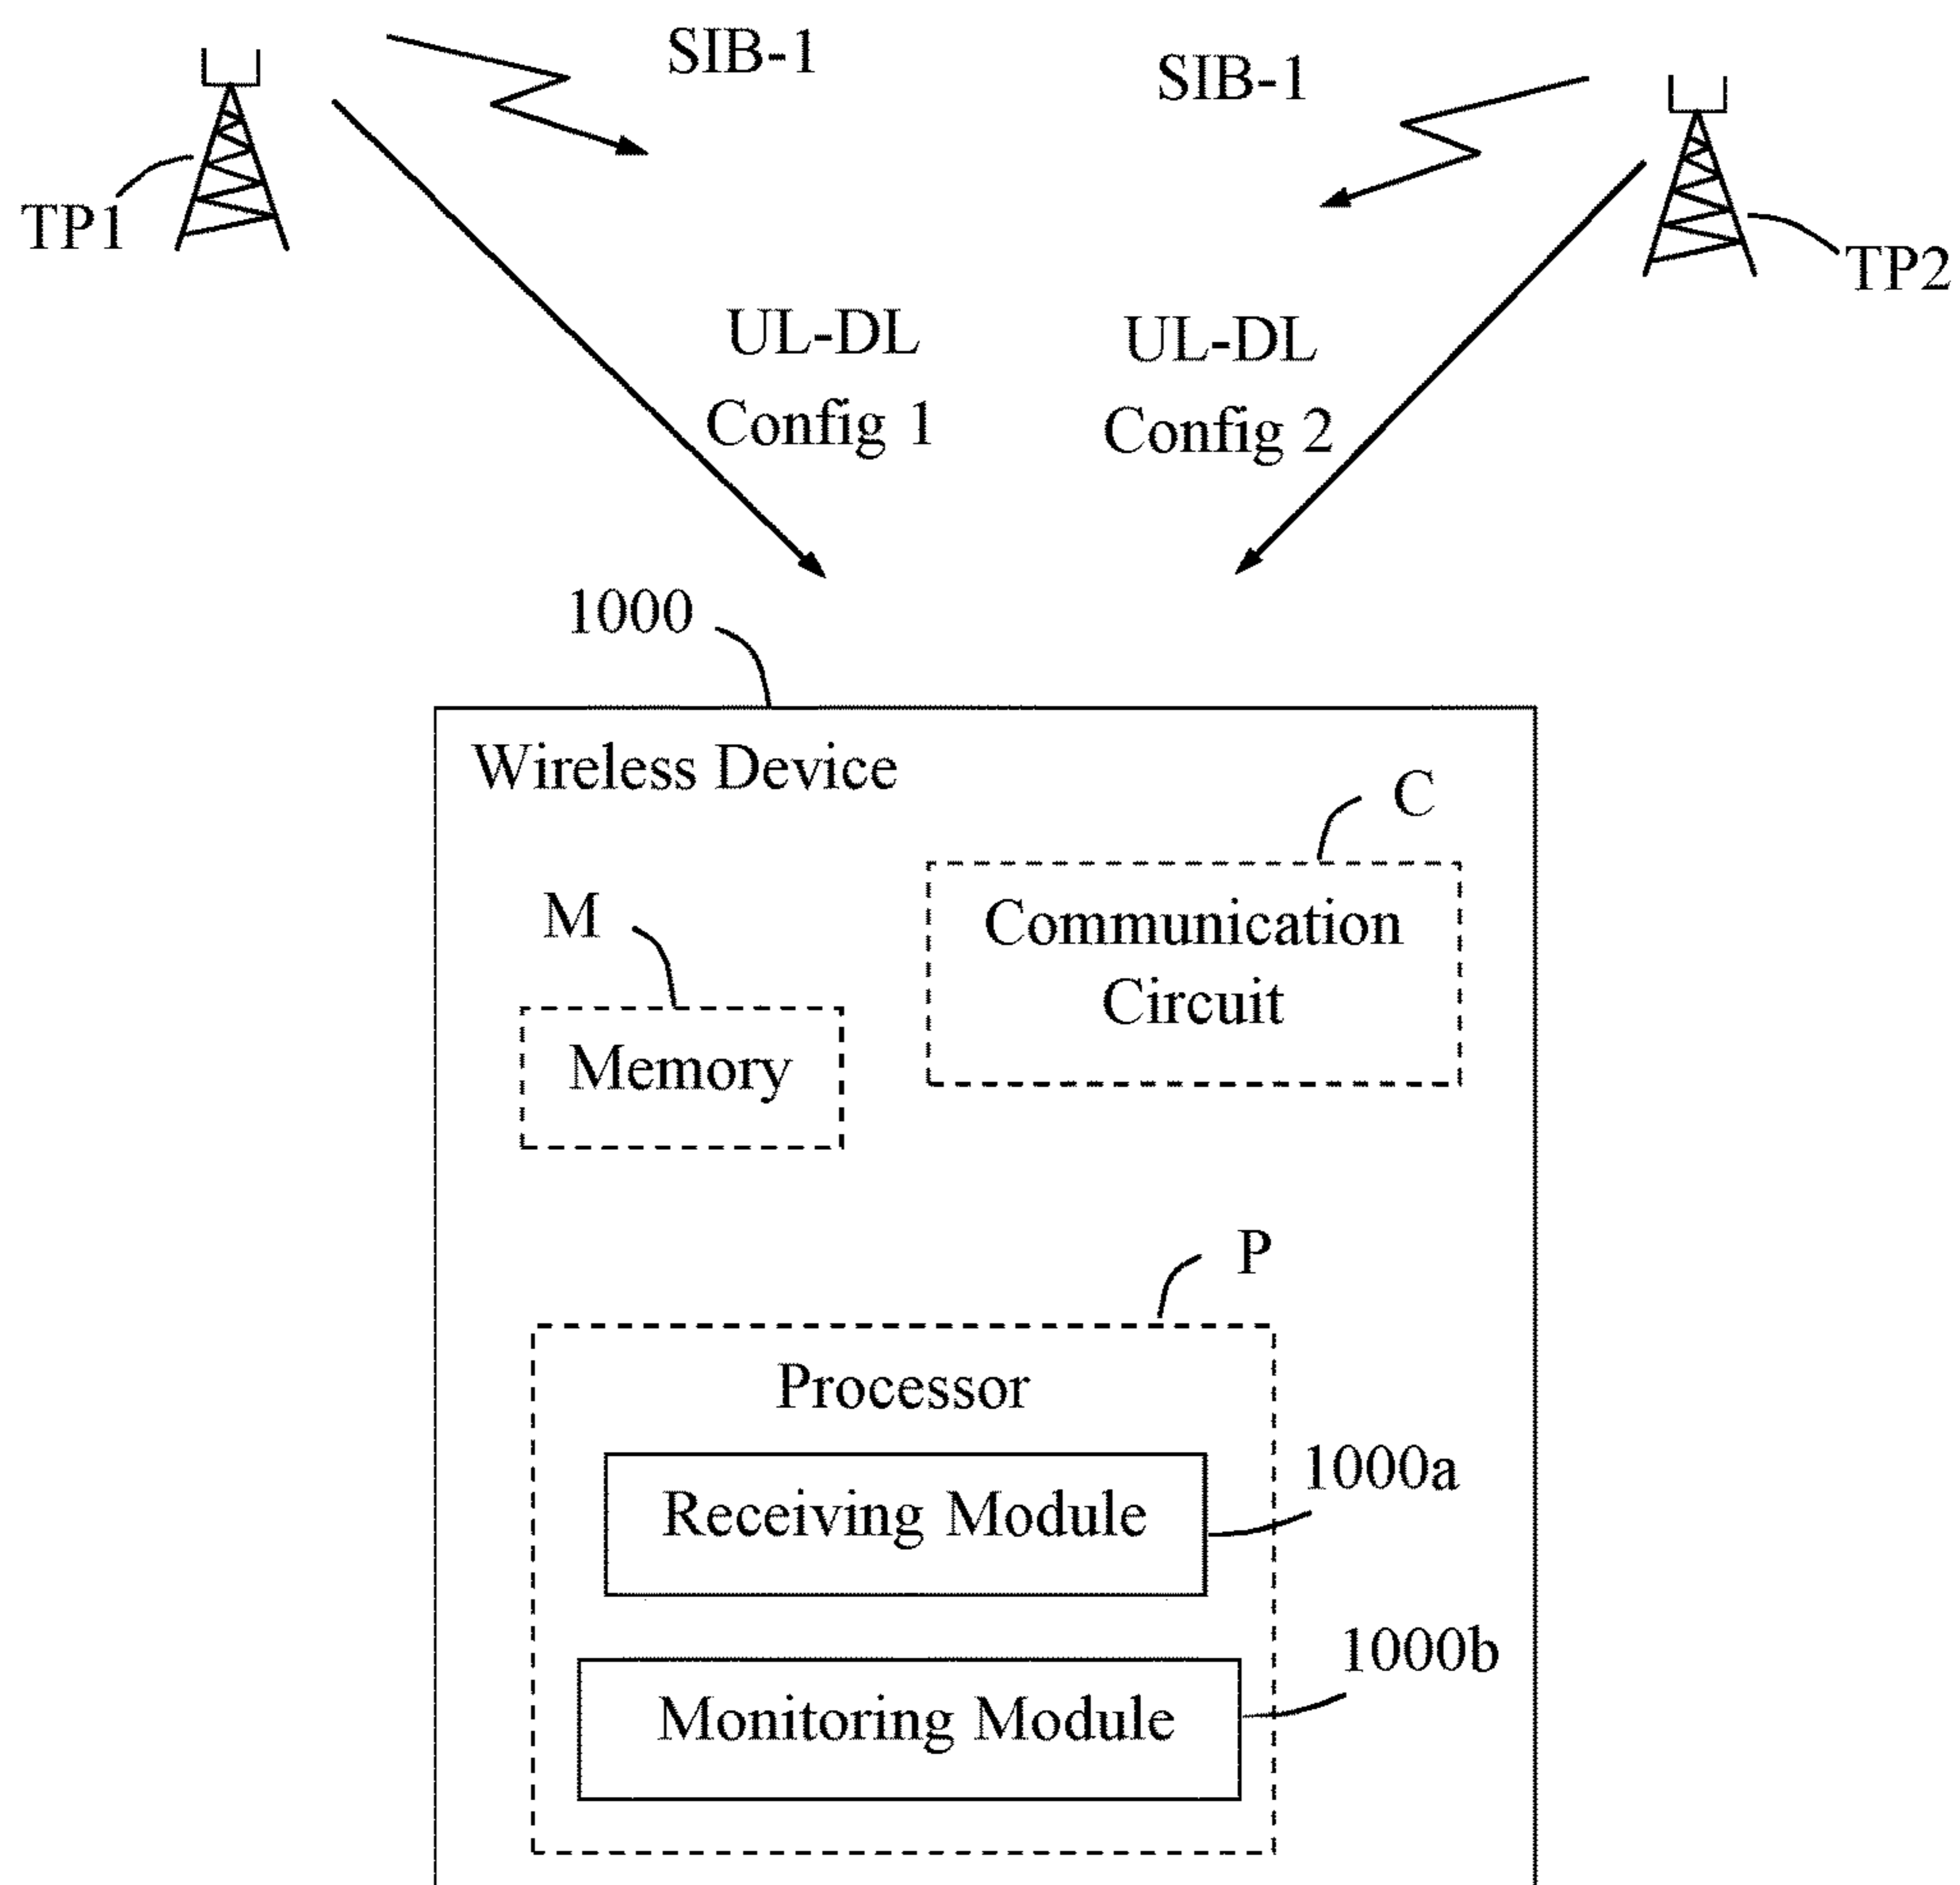 SIB-1
SIB-1
TP1
TP2
UL-DL
Config 1
UL-DL
Config 2
1000
Wireless Device
C
Communication
Circuit
M
Memory
P
Processor
1000a
Receiving Module
1000b
Monitoring Module